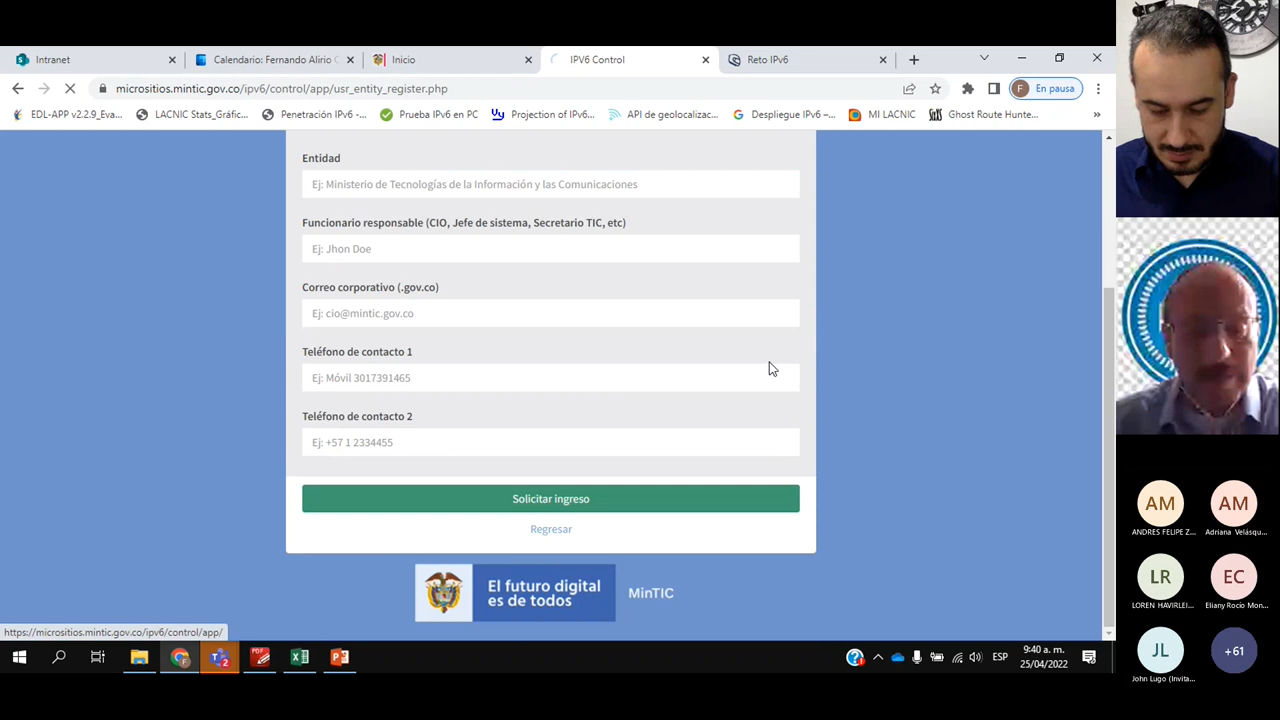 Intranet
Calendario: Fernando Alirio C
Inicio
IPV6 Control
Reto IPv6
micrositios.mintic.gov.co/ipv6/control/app/usr_entity_register.php
F
En pausa
EDL-APP v2.2.9_Eva...
LACNIC Stats_Gráfic...
Penetración IPv6 -...
Prueba IPv6 en PC
Projection of IPv6...
API de geolocalizac...
Despliegue IPv6 –...
MI LACNIC
Ghost Route Hunte...
»
Entidad
Ej: Ministerio de Tecnologías de la Información y las Comunicaciones
Funcionario responsable (CIO, Jefe de sistema, Secretario TIC, etc)
Ej: Jhon Doe
Correo corporativo (.gov.co)
Ej: cio@mintic.gov.co
Teléfono de contacto 1
Ej: Móvil 3017391465
Teléfono de contacto 2
Ej: +57 1 2334455
Solicitar ingreso
Regresar
El futuro digital
es de todos
MinTIC
https://micrositios.mintic.gov.co/ipv6/control/app/
ESP
9:40 a. m.
25/04/2022
AM
AM
ANDRES FELIPE Z...
Adriana Velásqu...
LR
EC
LOREN HAVIRLEI...
Eliany Rocío Mon...
JL
+61
John Lugo (Invita...